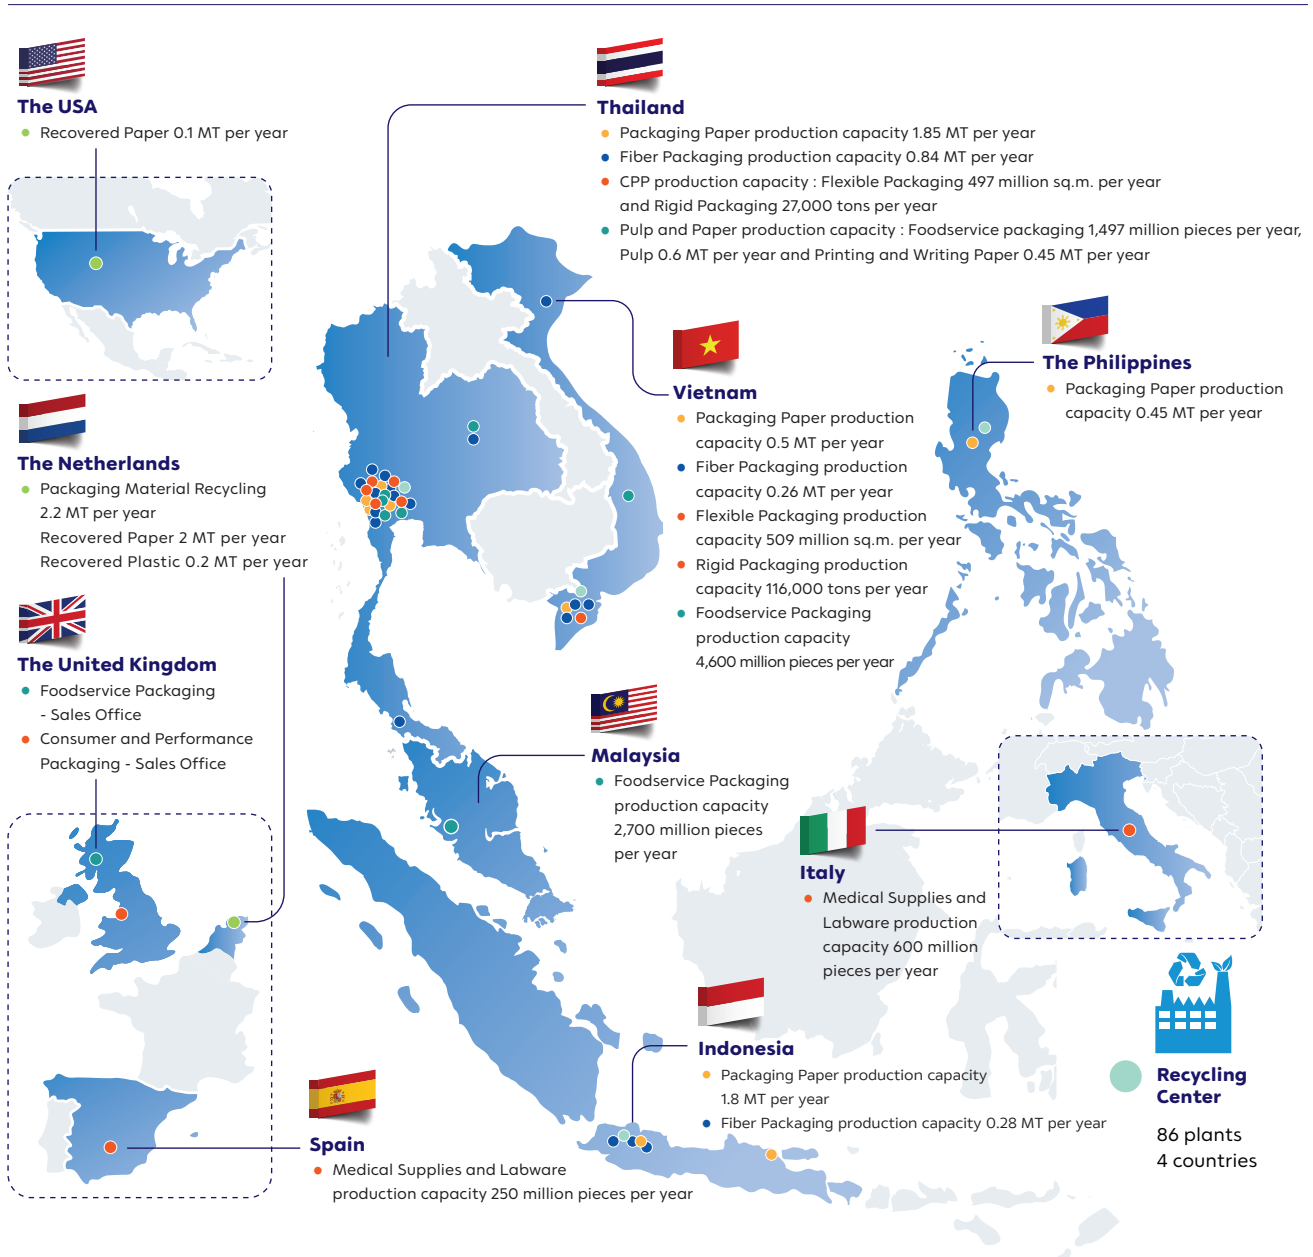 The USA
Recovered Paper 0.1 MT per year
Thailand
Packaging Paper production capacity 1.85 MT per year
Fiber Packaging production capacity 0.84 MT per year
CPP production capacity : Flexible Packaging 497 million sq.m. per year
and Rigid Packaging 27,000 tons per year
Pulp and Paper production capacity : Foodservice packaging 1,497 million pieces per year,
Pulp 0.6 MT per year and Printing and Writing Paper 0.45 MT per year
The Philippines
Packaging Paper production
capacity 0.45 MT per year
Vietnam
Packaging Paper production
capacity 0.5 MT per year
Fiber Packaging production
capacity 0.26 MT per year
Flexible Packaging production
capacity 509 million sq.m. per year
Rigid Packaging production
capacity 116,000 tons per year
Foodservice Packaging
production capacity
4,600 million pieces per year
The Netherlands
Packaging Material Recycling
2.2 MT per year
Recovered Paper 2 MT per year
Recovered Plastic 0.2 MT per year
The United Kingdom
Foodservice Packaging
- Sales Office
Consumer and Performance
Packaging - Sales Office
Malaysia
Foodservice Packaging
production capacity
2,700 million pieces
per year
Italy
Medical Supplies and
Labware production
capacity 600 million
pieces per year
Indonesia
Packaging Paper production capacity
1.8 MT per year
Fiber Packaging production capacity 0.28 MT per year
Spain
Medical Supplies and Labware
production capacity 250 million pieces per year
Recycling
Center
86 plants
4 countries